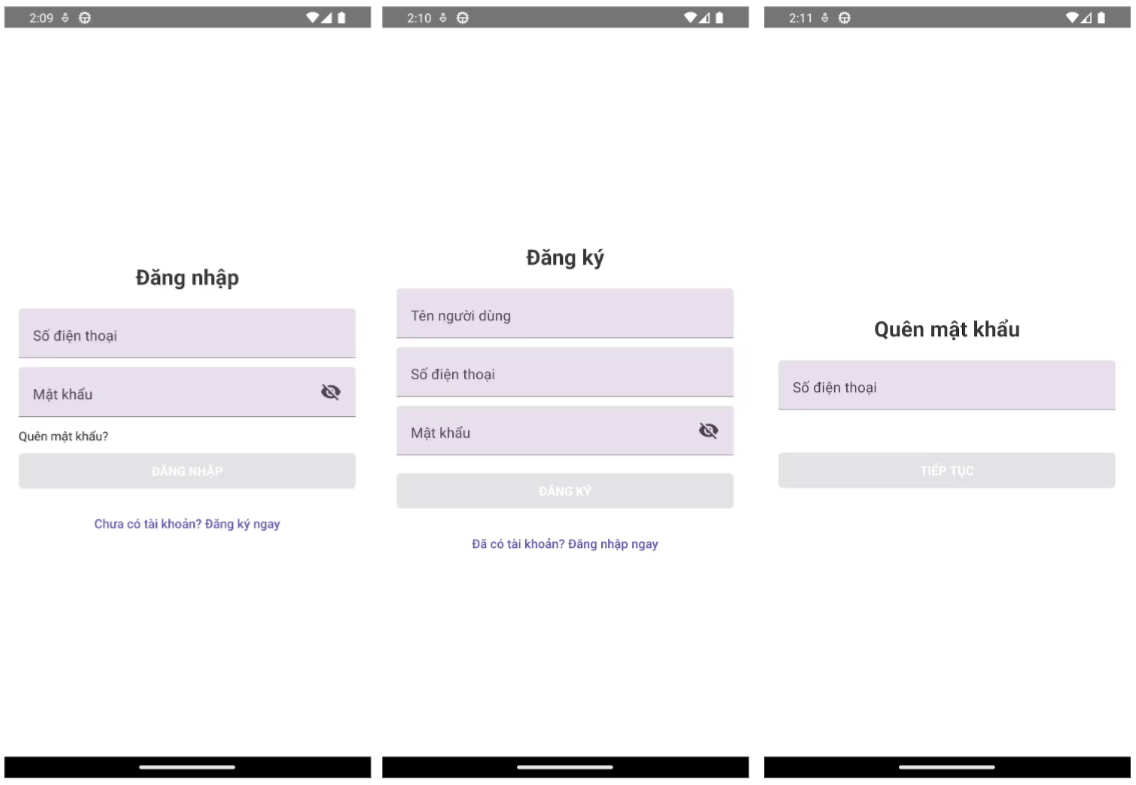 2:09
Đăng nhập
Số điện thoại
Mật khẩu
Quên mật khẩu?
ĐĂNG NHẬP
Chưa có tài khoản? Đăng ký ngay
2:10
Đăng ký
Tên người dùng
Số điện thoại
Mật khẩu
ĐĂNG KÝ
Đã có tài khoản? Đăng nhập ngay
2:11
Quên mật khẩu
Số điện thoại
TIẾP TỤC